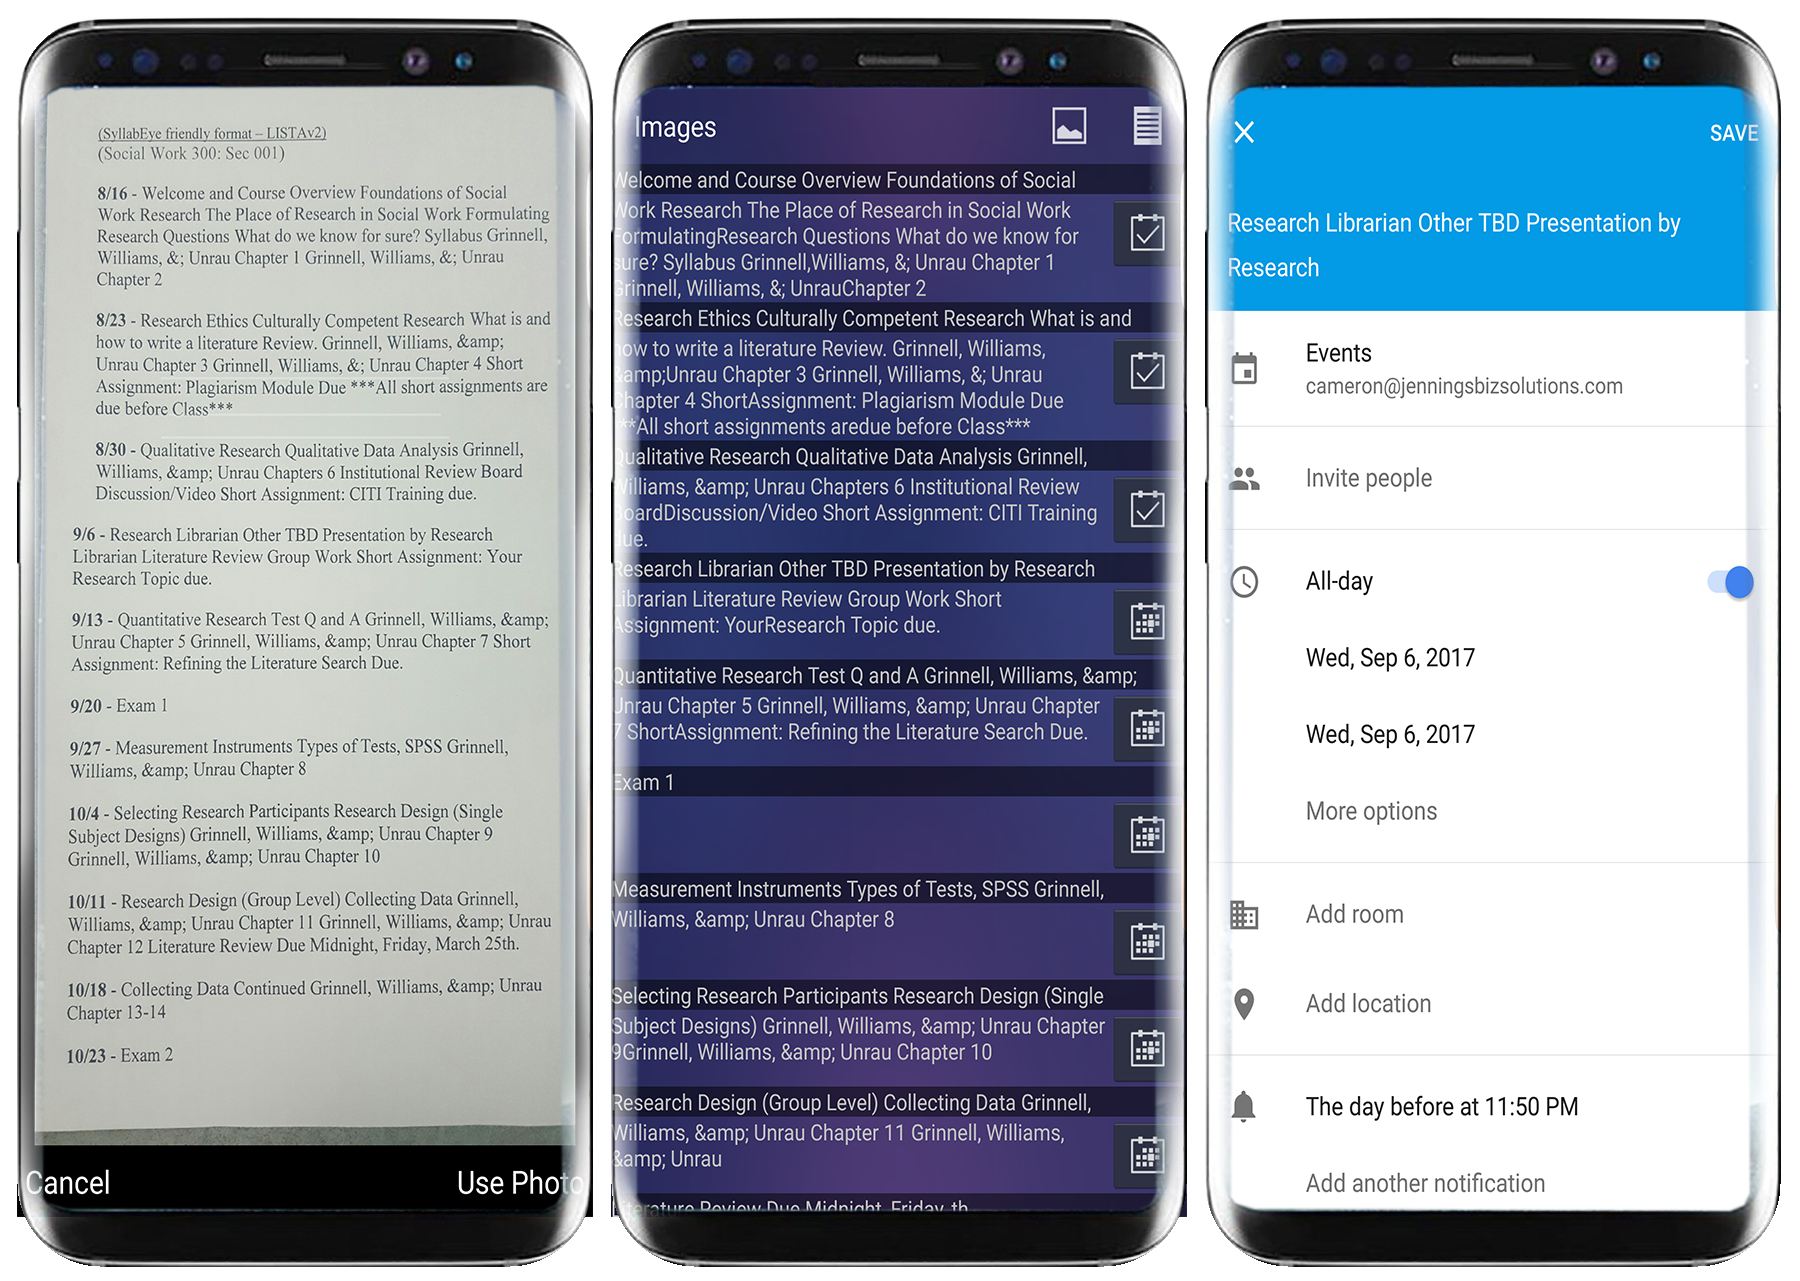 (SyllabEye friendly format – LISTAv2)
(Social Work 300: Sec 001)
8/16 - Welcome and Course Overview Foundations of Social
Work Research The Place of Research in Social Work Formulating
Research Questions What do we know for sure? Syllabus Grinnell,
Williams, &; Unrau Chapter 1 Grinnell, Williams, &; Unrau
Chapter 2
8/23 - Research Ethics Culturally Competent Research What is and
how to write a literature Review. Grinnell, Williams, &amp;
Unrau Chapter 3 Grinnell, Williams, &; Unrau Chapter 4 Short
Assignment: Plagiarism Module Due ***All short assignments are
due before Class***
8/30 - Qualitative Research Qualitative Data Analysis Grinnell,
Williams, &amp; Unrau Chapters 6 Institutional Review Board
Discussion/Video Short Assignment: CITI Training due.
9/6 - Research Librarian Other TBD Presentation by Research
Librarian Literature Review Group Work Short Assignment: Your
Research Topic due.
9/13 - Quantitative Research Test Q and A Grinnell, Williams, &amp;
Unrau Chapter 5 Grinnell, Williams, &amp; Unrau Chapter 7 Short
Assignment: Refining the Literature Search Due.
9/20 - Exam 1
9/27 - Measurement Instruments Types of Tests, SPSS Grinnell,
Williams, &amp; Unrau Chapter 8
10/4 - Selecting Research Participants Research Design (Single
Subject Designs) Grinnell, Williams, &amp; Unrau Chapter 9
Grinnell, Williams, &amp; Unrau Chapter 10
10/11 - Research Design (Group Level) Collecting Data Grinnell,
Williams, &amp; Unrau Chapter 11 Grinnell, Williams, &amp; Unrau
Chapter 12 Literature Review Due Midnight, Friday, March 25th.
10/18 - Collecting Data Continued Grinnell, Williams, &amp; Unrau
Chapter 13-14
10/23 - Exam 2
Cancel
Use Photo
Images
Welcome and Course Overview Foundations of Social
Work Research The Place of Research in Social Work
FormulatingResearch Questions What do we know for
sure? Syllabus Grinnell,Williams, &; Unrau Chapter 1
Grinnell, Williams, &; UnrauChapter 2
Research Ethics Culturally Competent Research What is and
how to write a literature Review. Grinnell, Williams,
&amp;Unrau Chapter 3 Grinnell, Williams, &; Unrau
Chapter 4 ShortAssignment: Plagiarism Module Due
***All short assignments aredue before Class***
Qualitative Research Qualitative Data Analysis Grinnell,
Williams, &amp; Unrau Chapters 6 Institutional Review
BoardDiscussion/Video Short Assignment: CITI Training
due.
Research Librarian Other TBD Presentation by Research
Librarian Literature Review Group Work Short
Assignment: YourResearch Topic due.
Quantitative Research Test Q and A Grinnell, Williams, &amp;
Unrau Chapter 5 Grinnell, Williams, &amp; Unrau Chapter
7 ShortAssignment: Refining the Literature Search Due.
Exam 1
Measurement Instruments Types of Tests, SPSS Grinnell,
Williams, &amp; Unrau Chapter 8
Selecting Research Participants Research Design (Single
Subject Designs) Grinnell, Williams, &amp; Unrau Chapter
9Grinnell, Williams, &amp; Unrau Chapter 10
Research Design (Group Level) Collecting Data Grinnell,
Williams, &amp; Unrau Chapter 11 Grinnell, Williams,
&amp; Unrau
Literature Review Due Midnight, Friday, th
SAVE
Research Librarian Other TBD Presentation by
Research
Events
cameron@jenningsbizsolutions.com
Invite people
All-day
Wed, Sep 6, 2017
Wed, Sep 6, 2017
More options
Add room
Add location
The day before at 11:50 PM
Add another notification